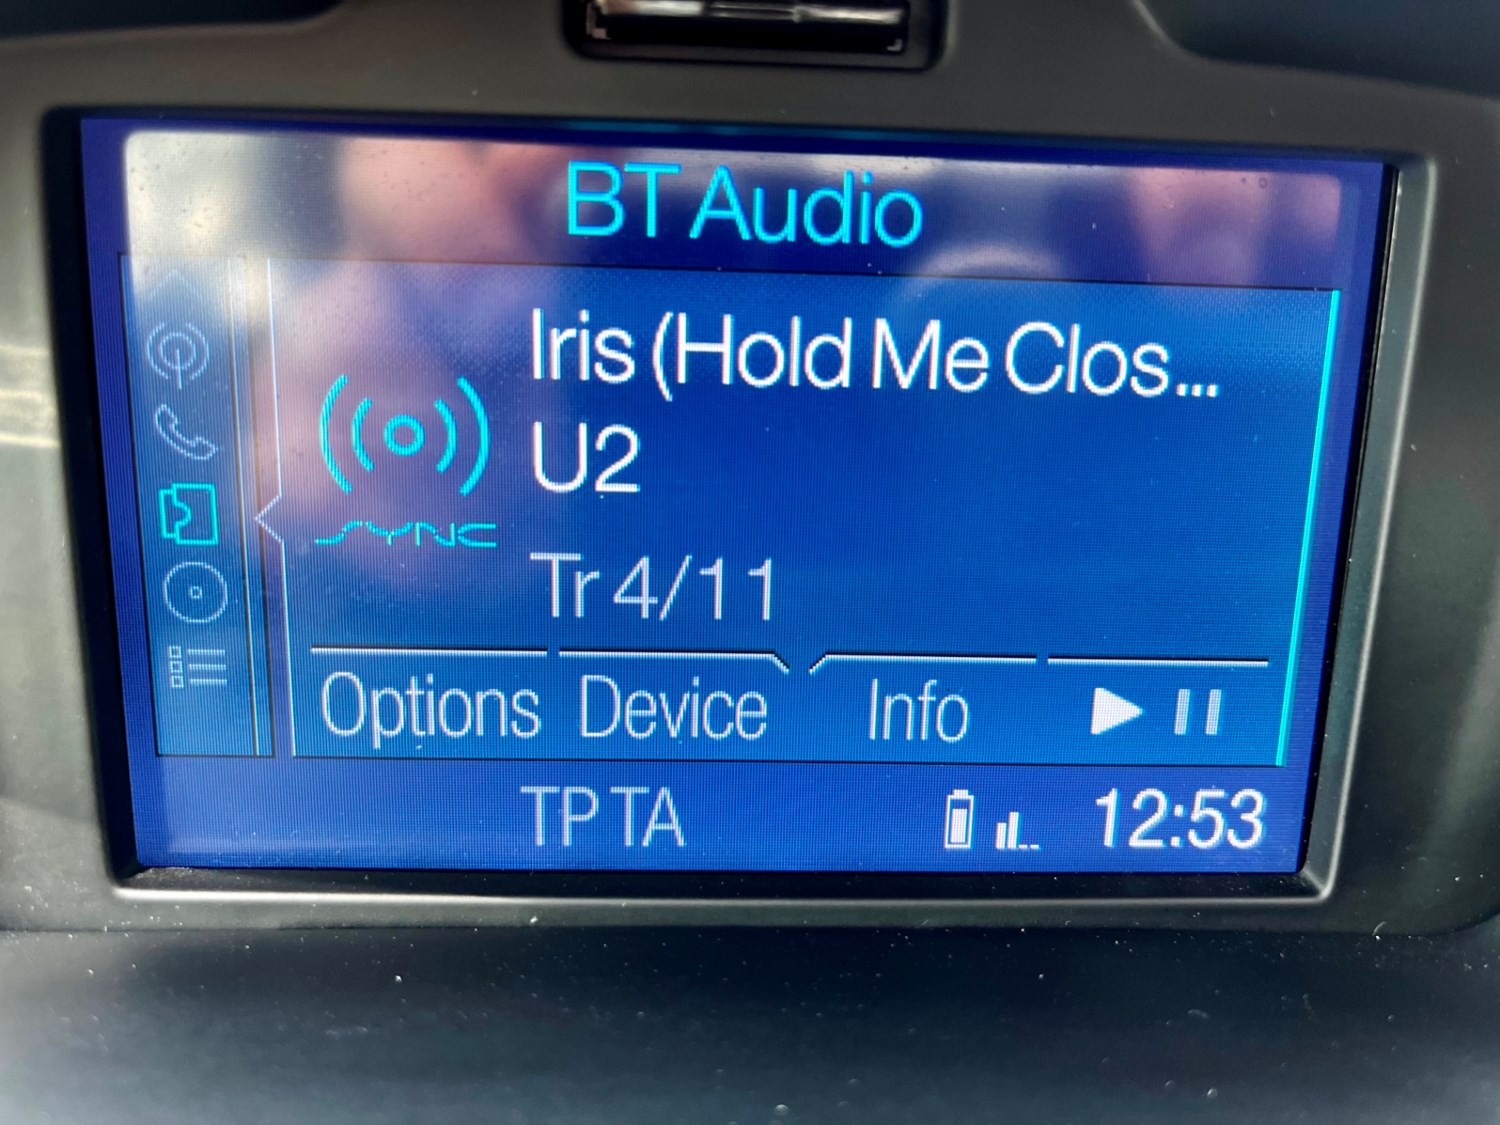 BT Audio
Iris (Hold Me Clos...
U2
SYNC
Tr 4/11
Options Device Info
TP TA 12:53